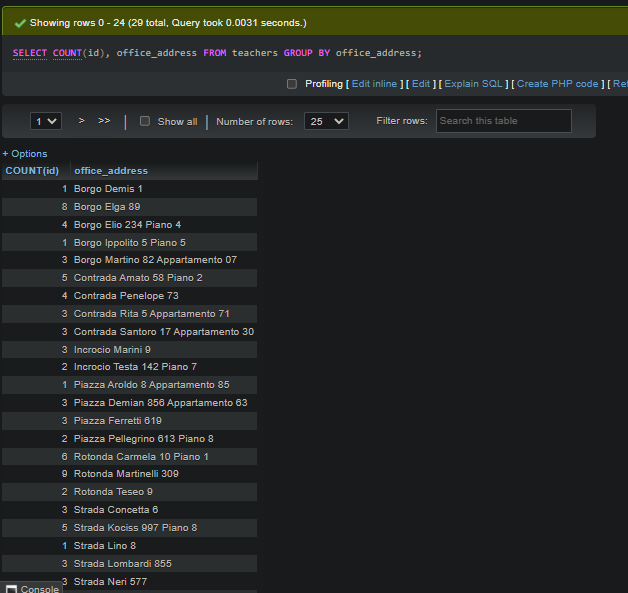 Showing rows 0 - 24 (29 total, Query took 0.0031 seconds.)
SELECT COUNT(id), office_address FROM teachers GROUP BY office_address;
Profiling [ Edit inline ] [ Edit ] [ Explain SQL ] [ Create PHP code ] [ Ref
1 > >> | Show all | Number of rows: 25 Filter rows: Search this table
+ Options
COUNT(id) office_address
1 Borgo Demis 1
8 Borgo Elga 89
4 Borgo Elio 234 Piano 4
1 Borgo Ippolito 5 Piano 5
3 Borgo Martino 82 Appartamento 07
5 Contrada Amato 58 Piano 2
4 Contrada Penelope 73
3 Contrada Rita 5 Appartamento 71
3 Contrada Santoro 17 Appartamento 30
3 Incrocio Marini 9
2 Incrocio Testa 142 Piano 7
1 Piazza Aroldo 8 Appartamento 85
3 Piazza Demian 856 Appartamento 63
3 Piazza Ferretti 619
2 Piazza Pellegrino 613 Piano 8
6 Rotonda Carmela 10 Piano 1
9 Rotonda Martinelli 309
2 Rotonda Teseo 9
3 Strada Concetta 6
5 Strada Kociss 997 Piano 8
1 Strada Lino 8
3 Strada Lombardi 855
3 Strada Neri 577
Console